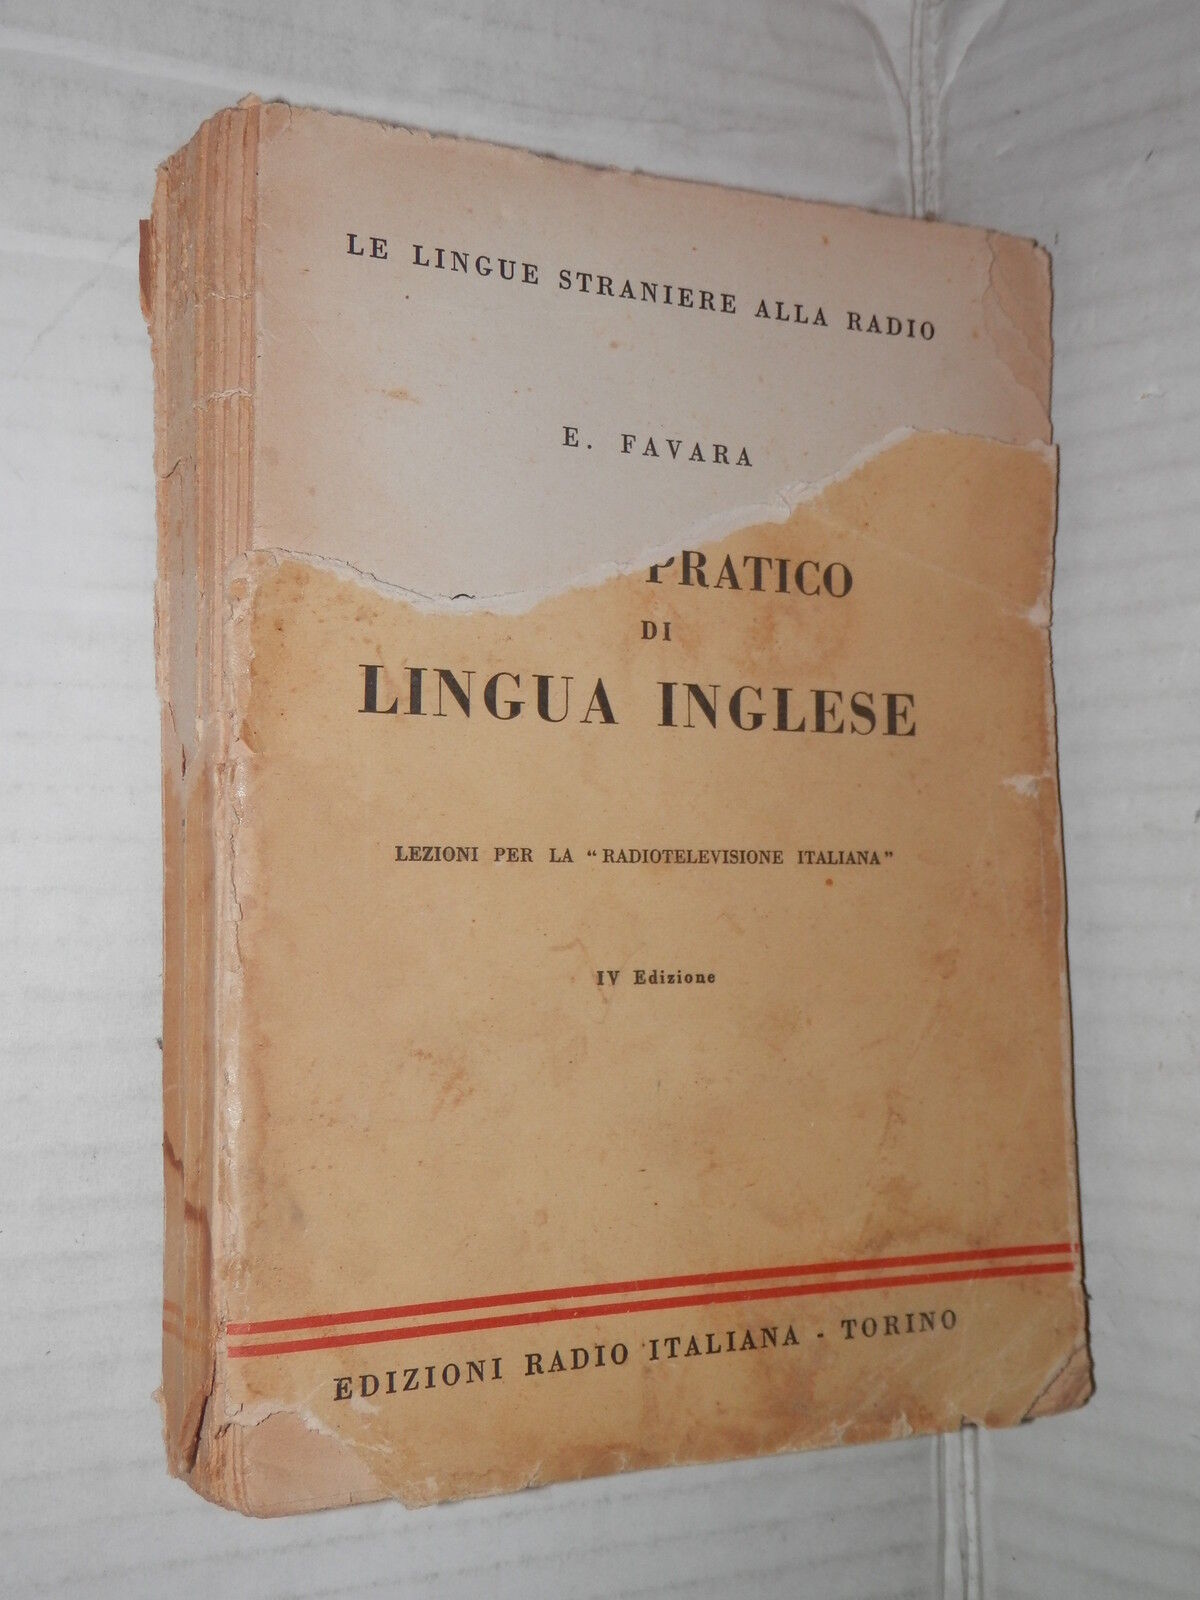 LE LINGUE STRANIERE ALLA RADIO
E. FAVARA
PRATICO
DI
LINGUA INGLESE
LEZIONI PER LA "RADIOTELEVISIONE ITALIANA"
IV Edizione
EDIZIONI RADIO ITALIANA - TORINO